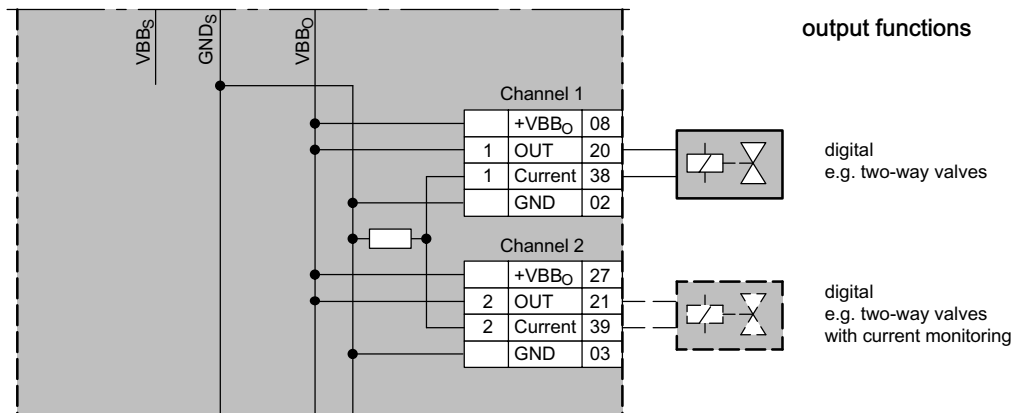 output functions
VBBS
GNDS
VBBO
Channel 1
+VBBO 08
1 OUT 20
1 Current 38
GND 02
digital
e.g. two-way valves
Channel 2
+VBBO 27
2 OUT 21
2 Current 39
GND 03
digital
e.g. two-way valves
with current monitoring